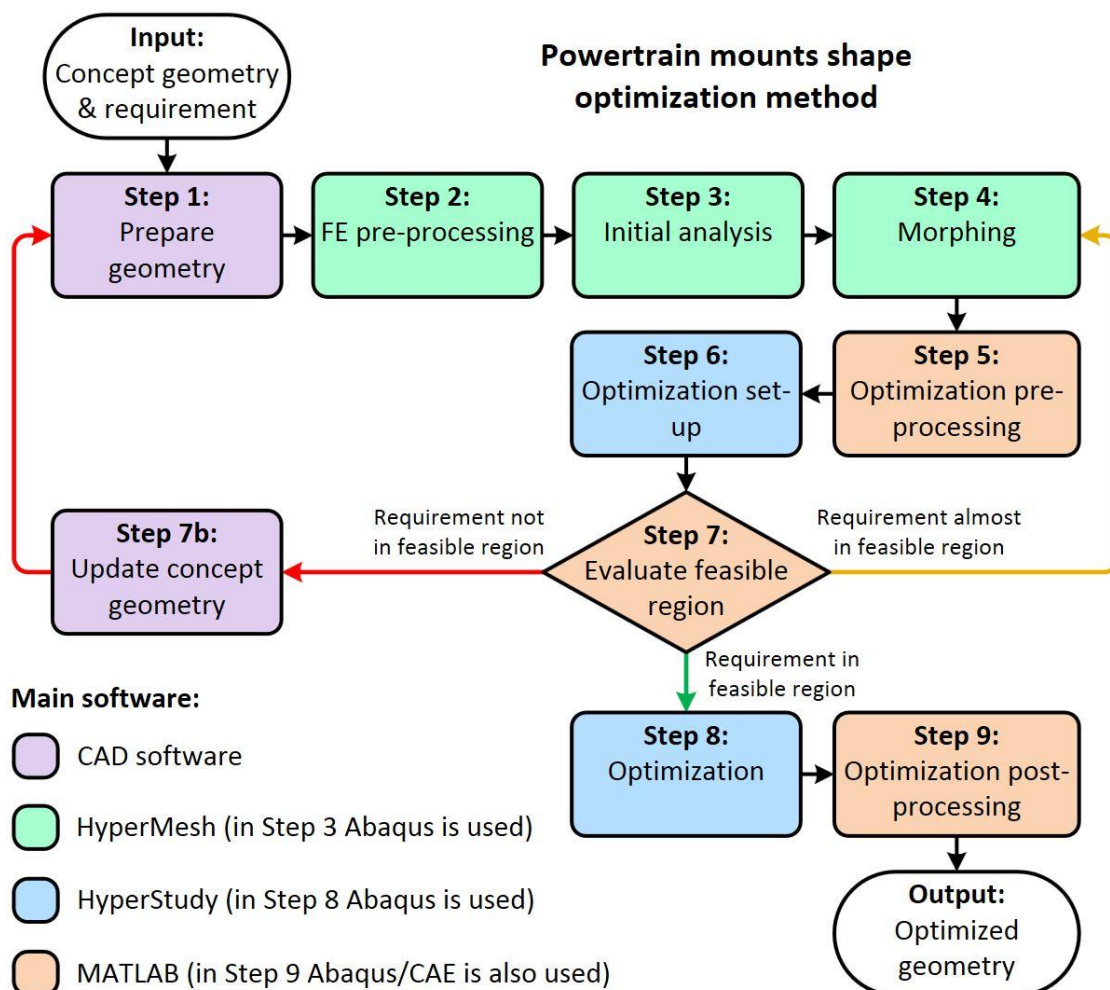 Input:
Concept geometry
& requirement
Powertrain mounts shape
optimization method
Step 1:
Prepare
geometry
Step 2:
FE pre-processing
Step 3:
Initial analysis
Step 4:
Morphing
Step 5:
Optimization pre-
processing
Step 6:
Optimization set-
up
Step 7:
Evaluate feasible
region
Requirement not
in feasible region
Requirement almost
in feasible region
Step 7b:
Update concept
geometry
Requirement in
feasible region
Step 8:
Optimization
Step 9:
Optimization post-
processing
Output:
Optimized
geometry
Main software:
CAD software
HyperMesh (in Step 3 Abaqus is used)
HyperStudy (in Step 8 Abaqus is used)
MATLAB (in Step 9 Abaqus/CAE is also used)